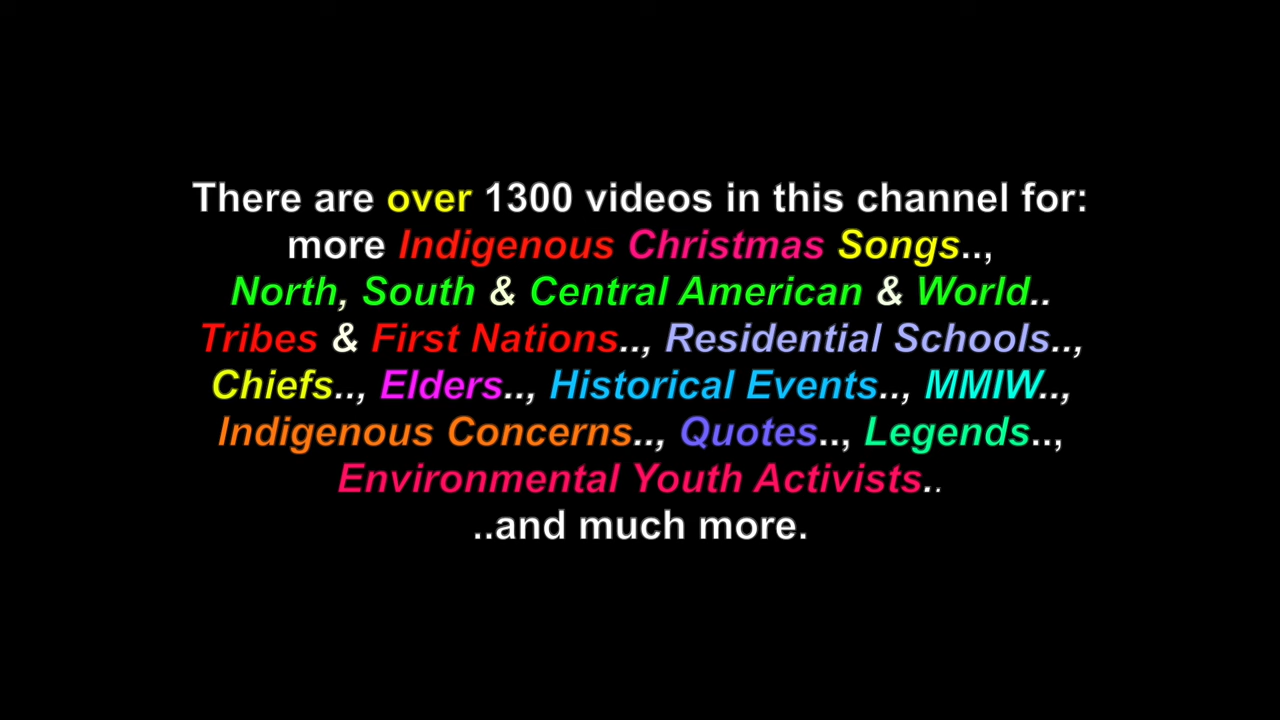 There are over 1300 videos in this channel for:
more Indigenous Christmas Songs..,
North, South & Central American & World..
Tribes & First Nations.., Residential Schools..,
Chiefs.., Elders.., Historical Events.., MMIW..,
Indigenous Concerns.., Quotes.., Legends..,
Environmental Youth Activists..
..and much more.